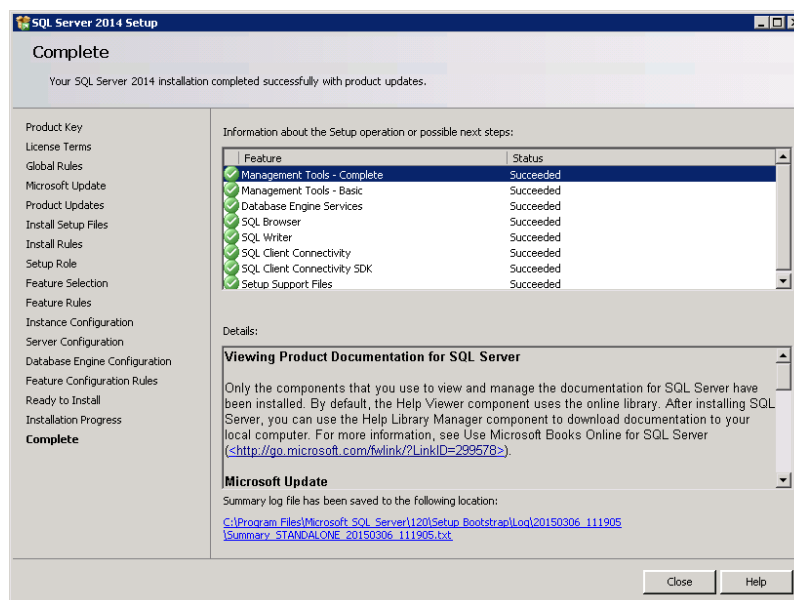 SQL Server 2014 Setup
Complete
Your SQL Server 2014 installation completed successfully with product updates.
Product Key
License Terms
Global Rules
Microsoft Update
Product Updates
Install Setup Files
Install Rules
Setup Role
Feature Selection
Feature Rules
Instance Configuration
Server Configuration
Database Engine Configuration
Feature Configuration Rules
Ready to Install
Installation Progress
Complete
Information about the Setup operation or possible next steps:
Feature Status
Management Tools - Complete Succeeded
Management Tools - Basic Succeeded
Database Engine Services Succeeded
SQL Browser Succeeded
SQL Writer Succeeded
SQL Client Connectivity Succeeded
SQL Client Connectivity SDK Succeeded
Setup Support Files Succeeded
Details:
Viewing Product Documentation for SQL Server
Only the components that you use to view and manage the documentation for SQL Server have
been installed. By default, the Help Viewer component uses the online library. After installing SQL
Server, you can use the Help Library Manager component to download documentation to your
local computer. For more information, see Use Microsoft Books Online for SQL Server
(<http://go.microsoft.com/fwlink/?LinkID=299578>).
Microsoft Update
Summary log file has been saved to the following location:
C:\Program Files\Microsoft SQL Server\120\Setup Bootstrap\Log\20150306_111905
\Summary_STANDALONE_20150306_111905.txt
Close Help